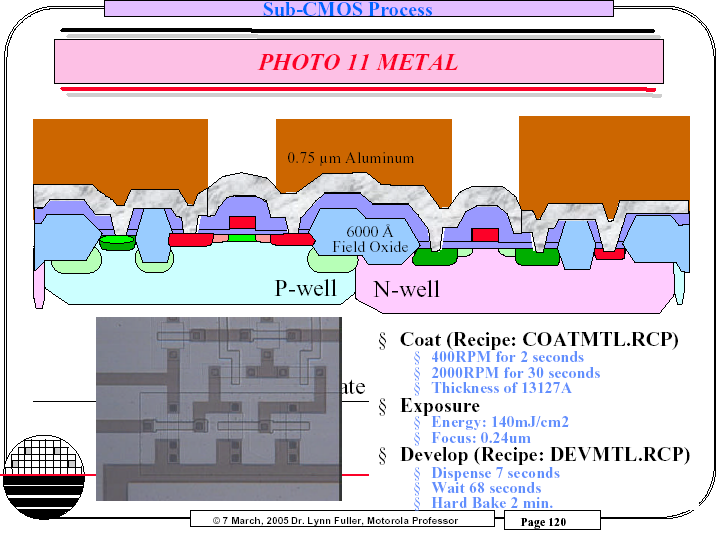 Sub-CMOS Process
PHOTO 11 METAL
0.75 µm Aluminum
6000 Å
Field Oxide
P-well
N-well
ate
§ Coat (Recipe: COATMTL.RCP)
§ 400RPM for 2 seconds
§ 2000RPM for 30 seconds
§ Thickness of 13127A
§ Exposure
§ Energy: 140mJ/cm2
§ Focus: 0.24um
§ Develop (Recipe: DEVMTL.RCP)
§ Dispense 7 seconds
§ Wait 68 seconds
§ Hard Bake 2 min.
© 7 March, 2005 Dr. Lynn Fuller, Motorola Professor
Page 120